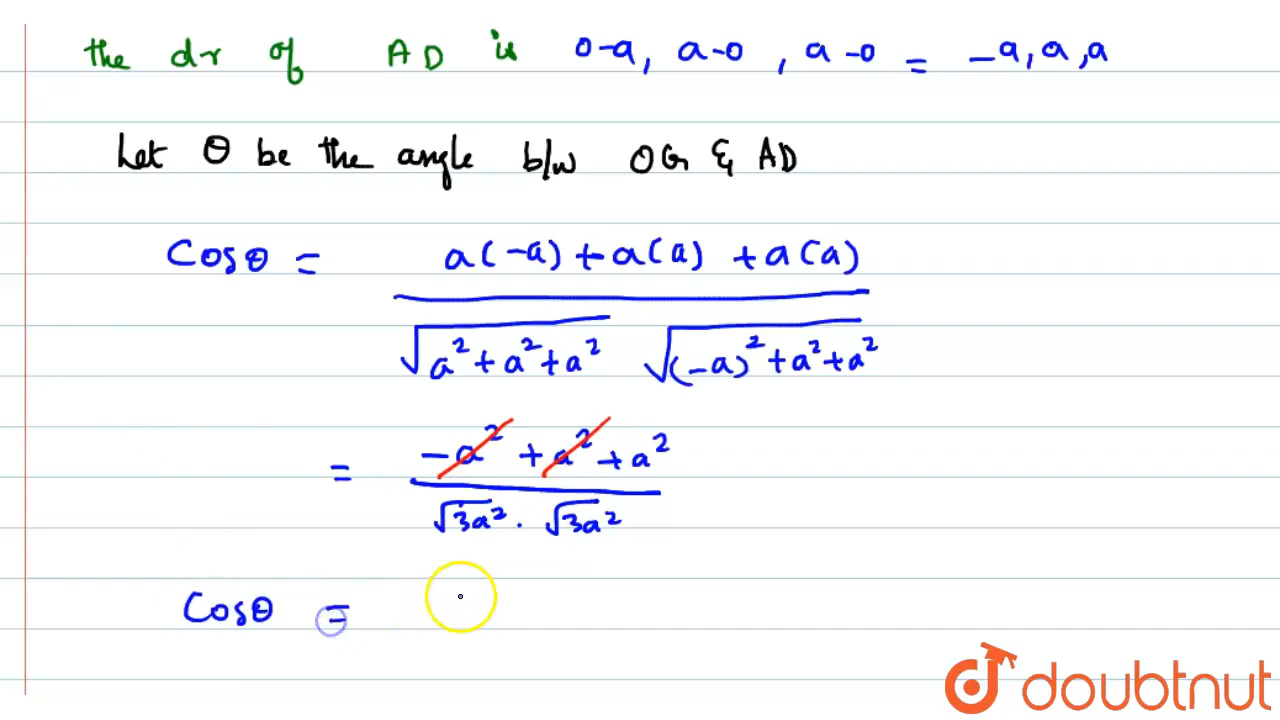 the dr of AD is 0-a, a-0, a-0 = -a, a, a
Let θ be the angle b/w OG & AD
Cosθ = a(-a) + a(a) + a(a)
√a²+a²+a² √(-a)²+a²+a²
= -a² + a² + a²
√3a² . √3a²
Cosθ =
doubtnut